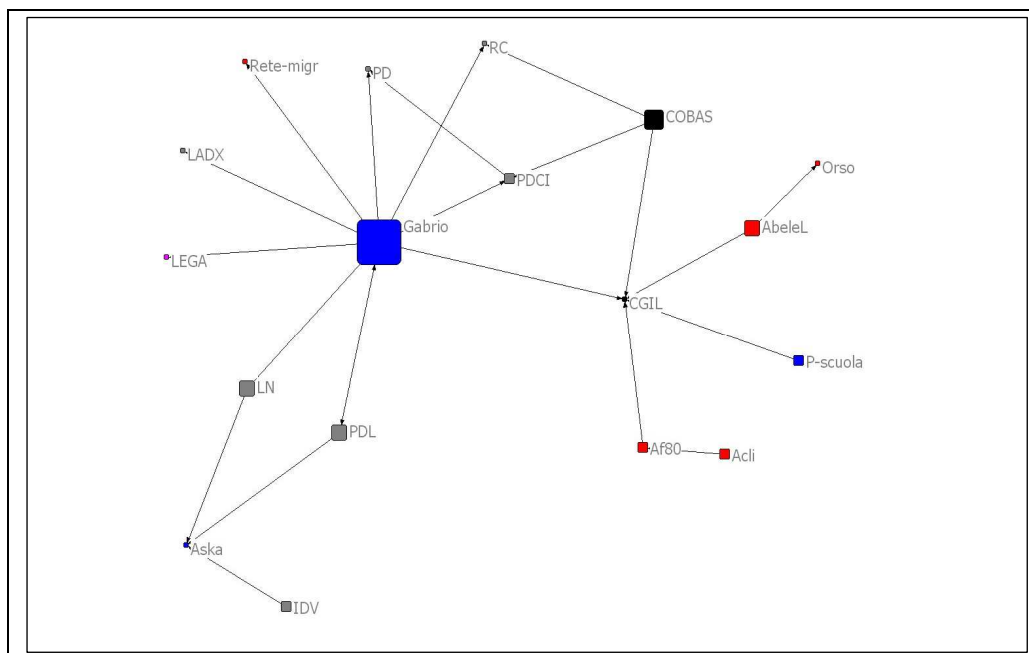 RC
Rete-migr
PD
COBAS
LADX
Orso
PDCI
Gabrio
AbeleL
LEGA
CGIL
P-scuola
LN
PDL
Af80
Acli
Aska
IDV